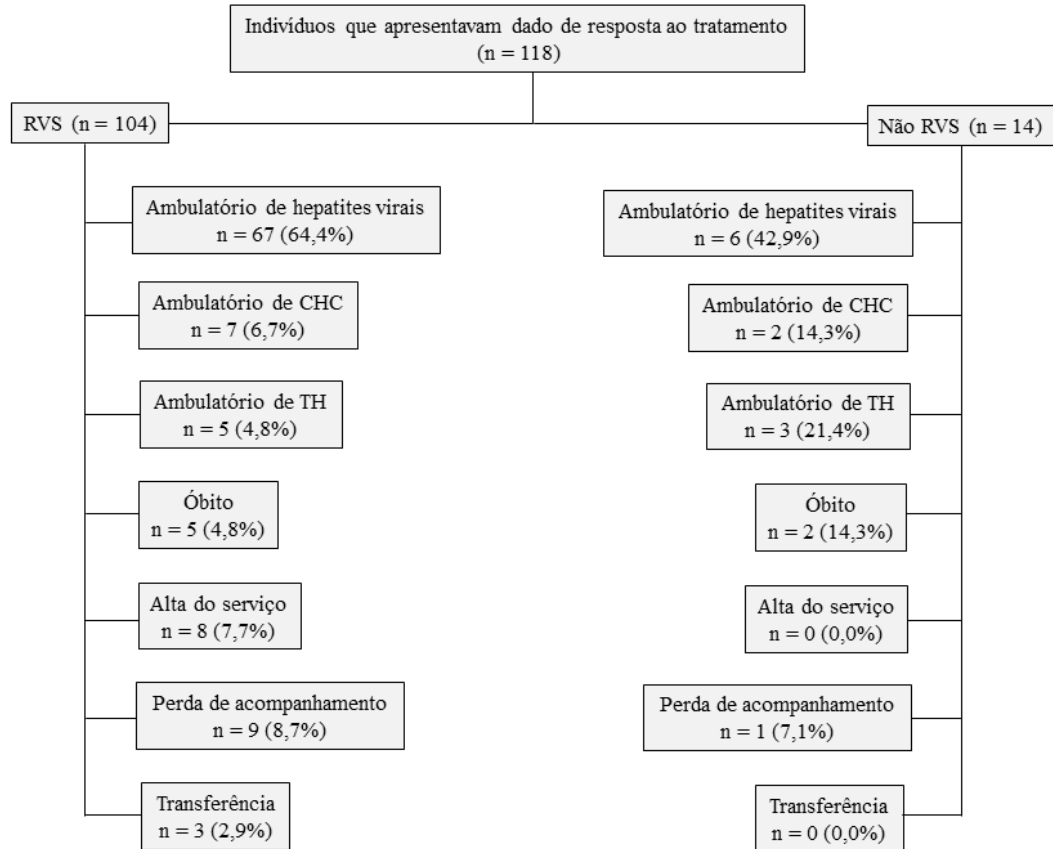 Indivíduos que apresentavam dado de resposta ao tratamento
(n = 118)
RVS (n = 104)
Ambulatório de hepatites virais
n = 67 (64,4%)
Ambulatório de CHC
n = 7 (6,7%)
Ambulatório de TH
n = 5 (4,8%)
Óbito
n = 5 (4,8%)
Alta do serviço
n = 8 (7,7%)
Perda de acompanhamento
n = 9 (8,7%)
Transferência
n = 3 (2,9%)
Não RVS (n = 14)
Ambulatório de hepatites virais
n = 6 (42,9%)
Ambulatório de CHC
n = 2 (14,3%)
Ambulatório de TH
n = 3 (21,4%)
Óbito
n = 2 (14,3%)
Alta do serviço
n = 0 (0,0%)
Perda de acompanhamento
n = 1 (7,1%)
Transferência
n = 0 (0,0%)